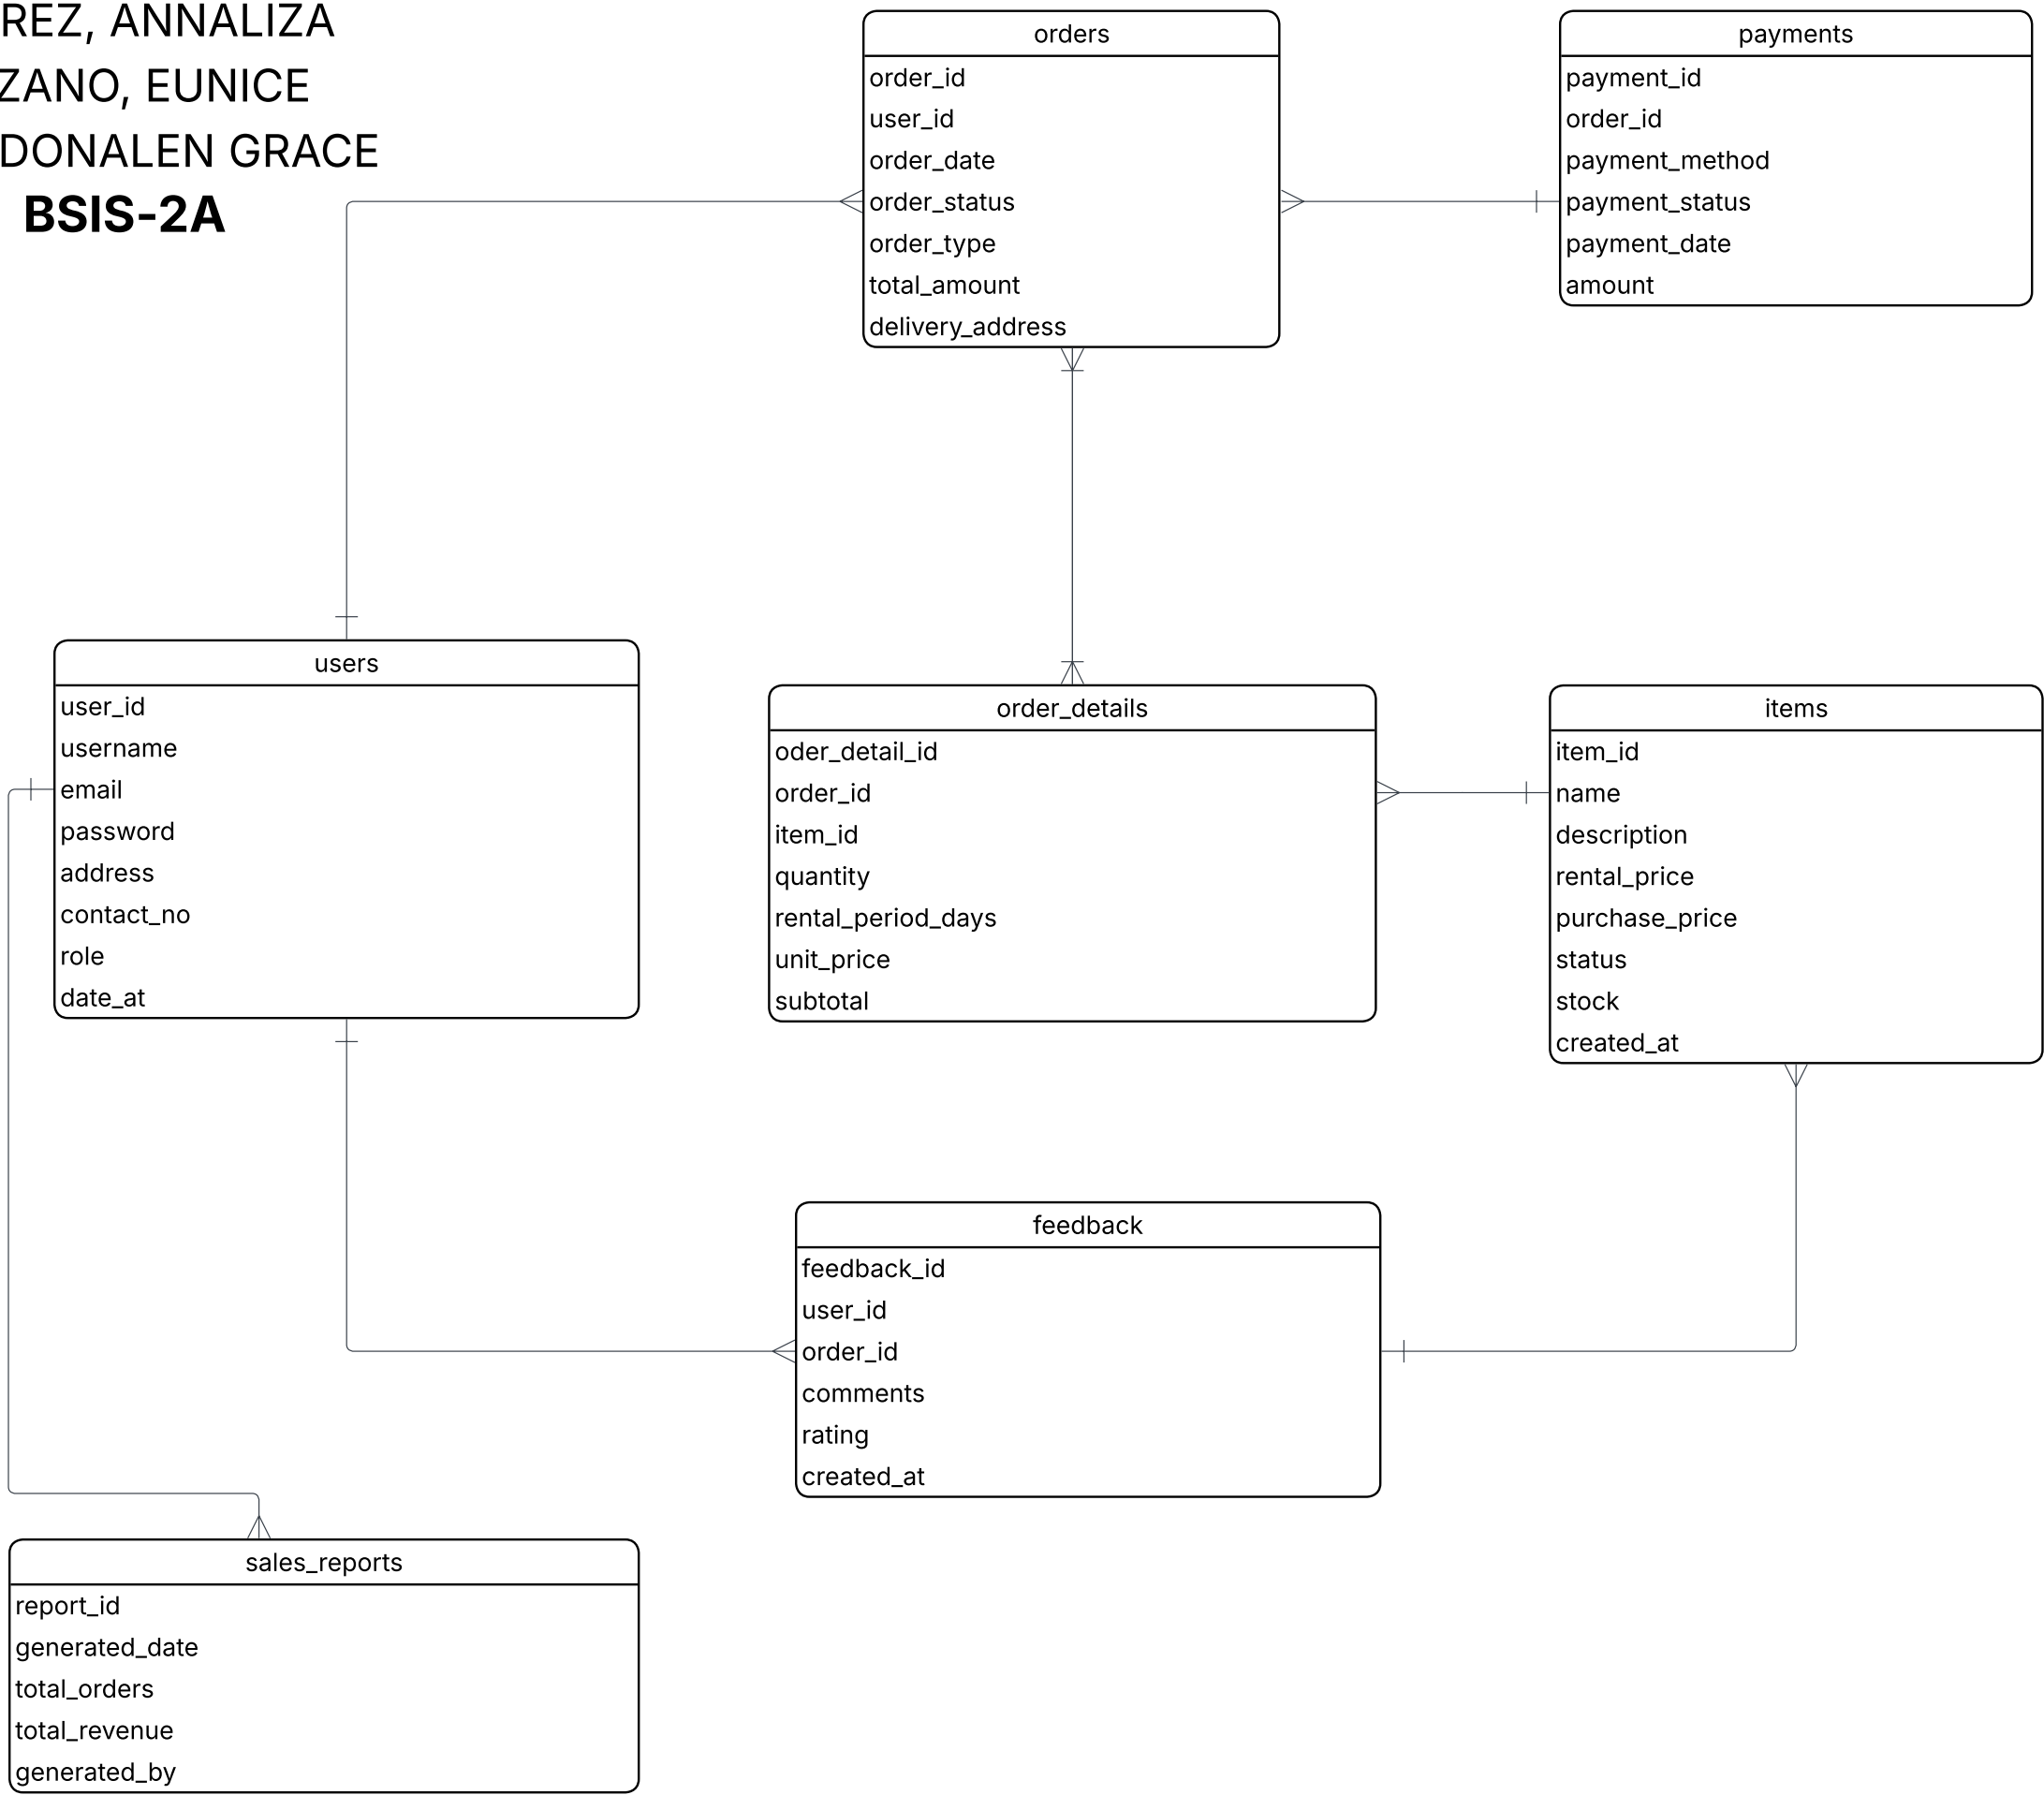 REZ, ANNALIZA
ZANO, EUNICE
DONALEN GRACE
BSIS-2A
orders
order_id
user_id
order_date
order_status
order_type
total_amount
delivery_address
payments
payment_id
order_id
payment_method
payment_status
payment_date
amount
users
user_id
username
email
password
address
contact_no
role
date_at
order_details
oder_detail_id
order_id
item_id
quantity
rental_period_days
unit_price
subtotal
items
item_id
name
description
rental_price
purchase_price
status
stock
created_at
feedback
feedback_id
user_id
order_id
comments
rating
created_at
sales_reports
report_id
generated_date
total_orders
total_revenue
generated_by